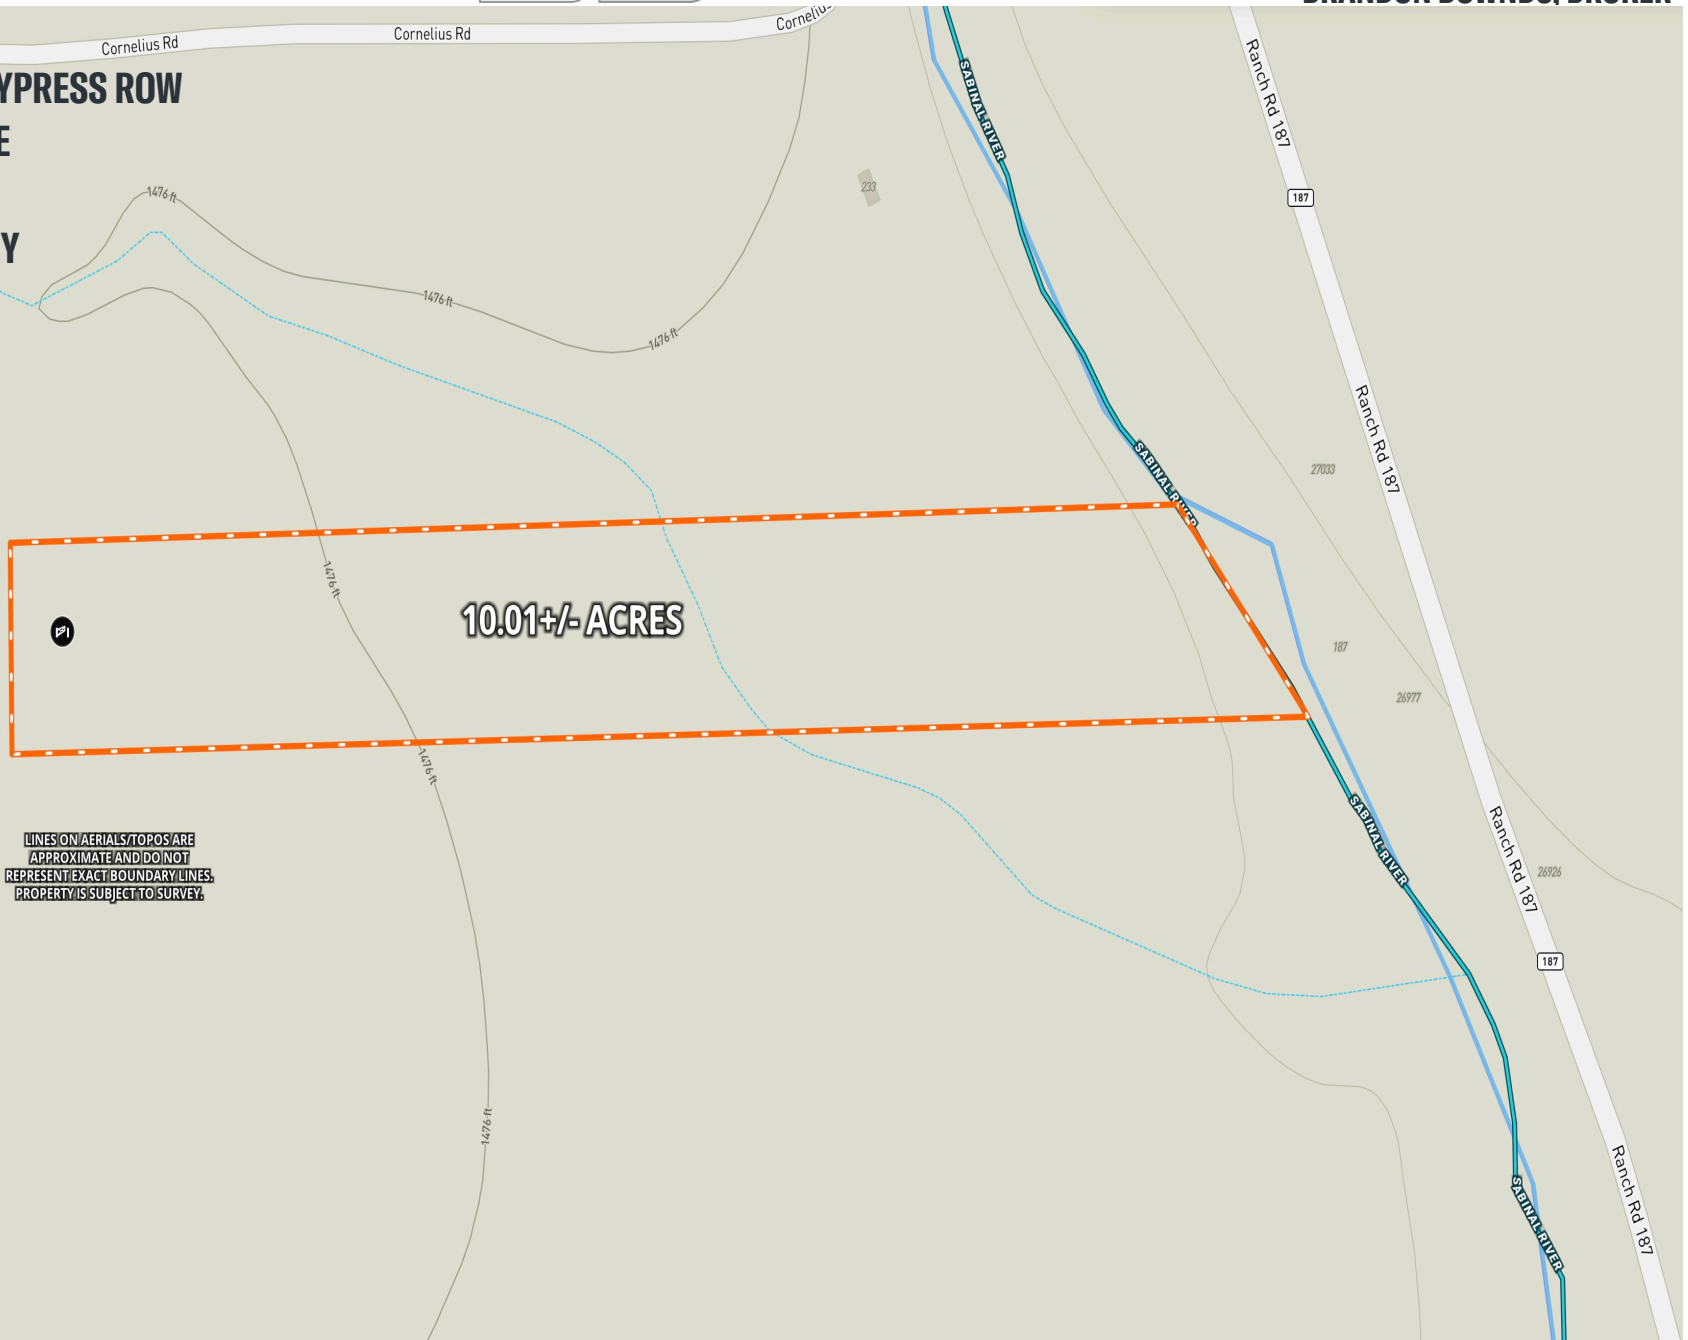 BRANDON DOWNDS, BROKER
Cornelius Rd
Cornelius Rd
Cornelius
YPRESS ROW
E
Y
SABINAL RIVER
Ranch Rd 187
187
233
1476 ft
1476 ft
1476 ft
Ranch Rd 187
SABINAL RIVER
27033
1476 ft
10.01+/- ACRES
187
26977
1476 ft
SABINAL RIVER
Ranch Rd 187
LINES ON AERIALS/TOPOS ARE
APPROXIMATE AND DO NOT
REPRESENT EXACT BOUNDARY LINES.
PROPERTY IS SUBJECT TO SURVEY.
26926
187
1476 ft
Ranch Rd 187
SABINAL RIVER